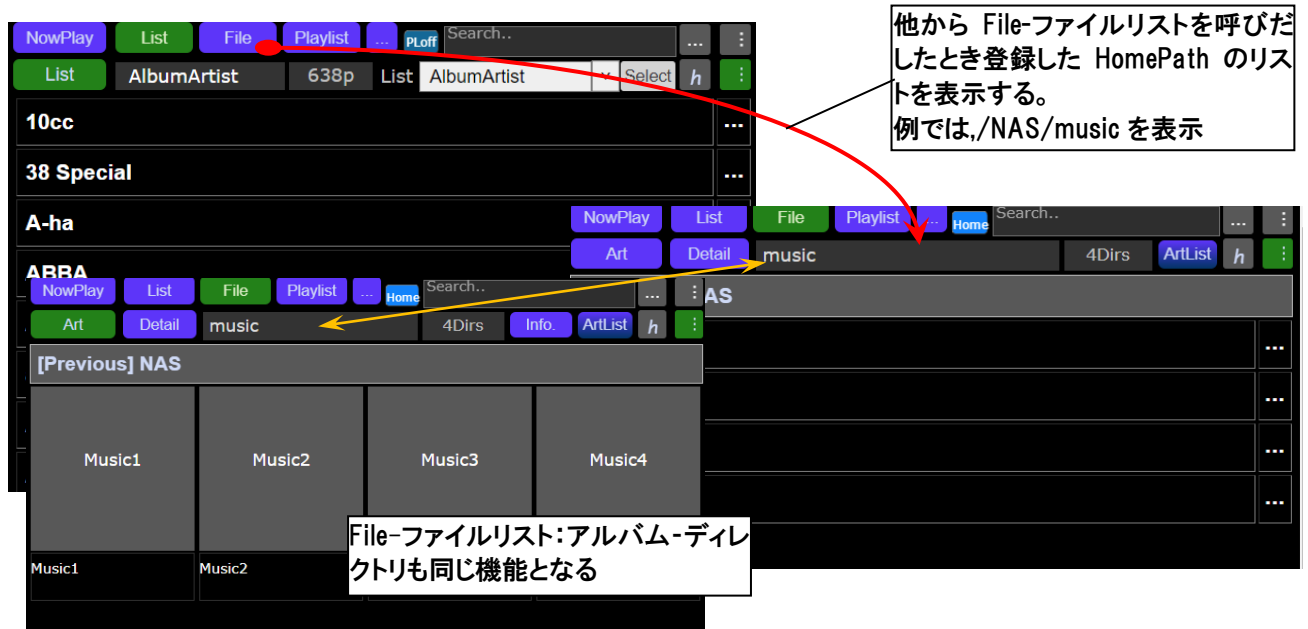 NowPlay List File Playlist ... PLoff Search.. ... ⋮
List AlbumArtist 638p List AlbumArtist Select h ⋮
10cc ...
38 Special ...
A-ha
ABBA
他から File-ファイルリストを呼びだ
したとき登録した HomePath のリス
トを表示する。
例では,/NAS/music を表示
NowPlay List File Playlist ... Home Search.. ... ⋮
Art Detail music 4Dirs ArtList h ⋮
AS
...
...
...
...
NowPlay List File Playlist ... Home Search.. ... ⋮
Art Detail music 4Dirs Info. ArtList h ⋮
[Previous] NAS
Music1 Music2 Music3 Music4
Music1 Music2
File-ファイルリスト:アルバム-ディレ
クトリも同じ機能となる